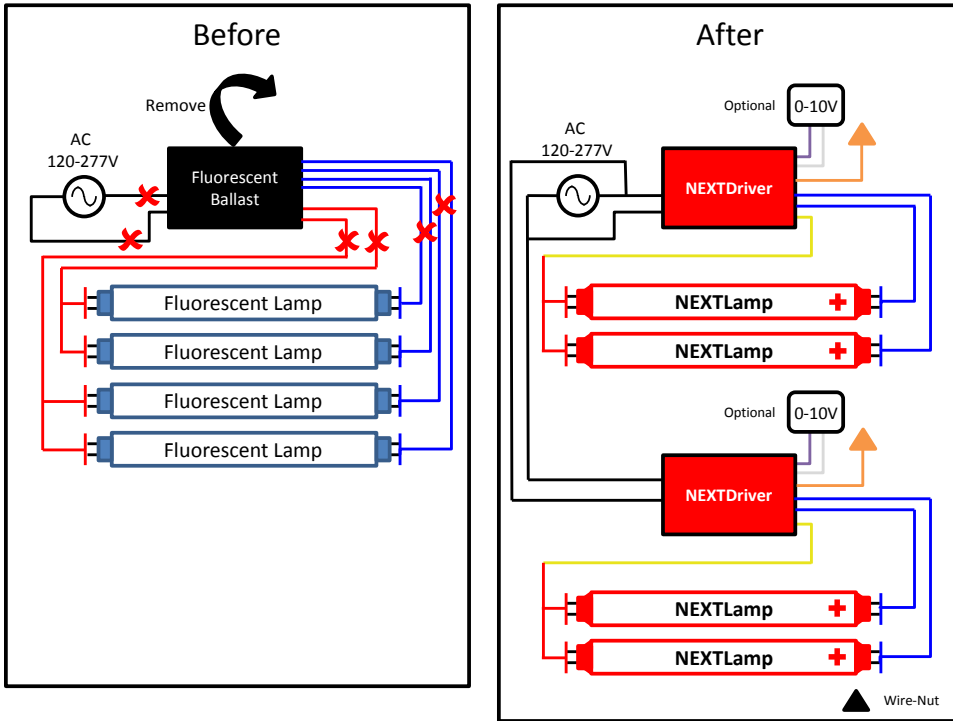 Before
Remove
AC
120-277V
Fluorescent
Ballast
Fluorescent Lamp
Fluorescent Lamp
Fluorescent Lamp
Fluorescent Lamp
After
Optional
0-10V
AC
120-277V
NEXTDriver
NEXTLamp
NEXTLamp
Optional
0-10V
NEXTDriver
NEXTLamp
NEXTLamp
Wire-Nut